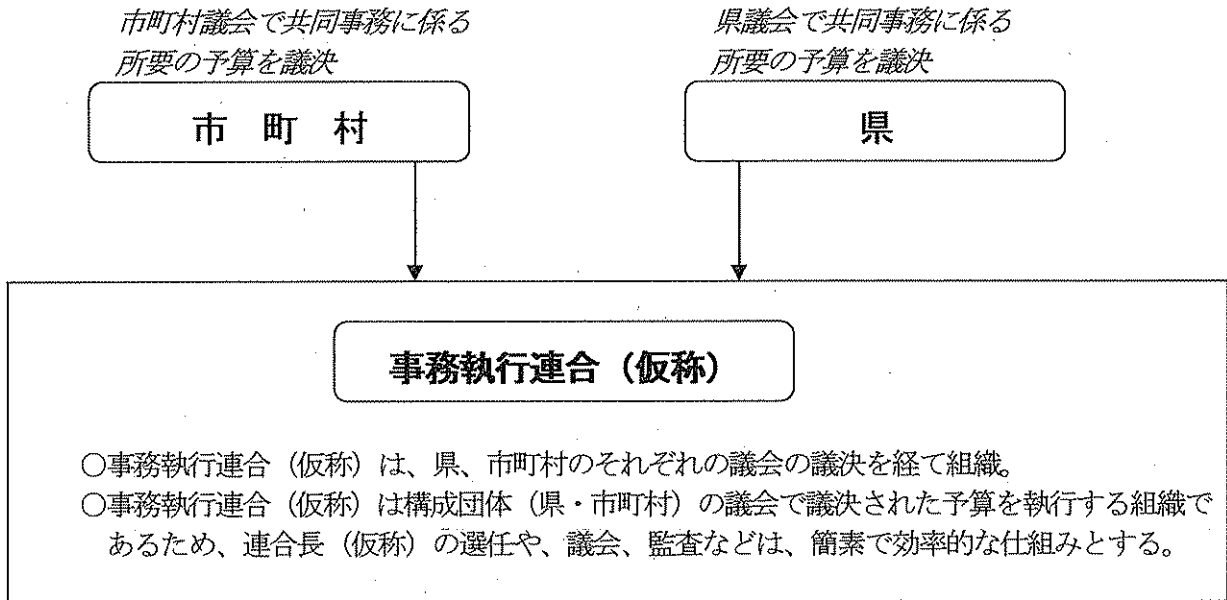 市町村議会で共同事務に係る
所要の予算を議決
県議会で共同事務に係る
所要の予算を議決
市 町 村
県
事務執行連合（仮称）
○事務執行連合（仮称）は、県、市町村のそれぞれの議会の議決を経て組織。
○事務執行連合（仮称）は構成団体（県・市町村）の議会で議決された予算を執行する組織で
あるため、連合長（仮称）の選任や、議会、監査などは、簡素で効率的な仕組みとする。